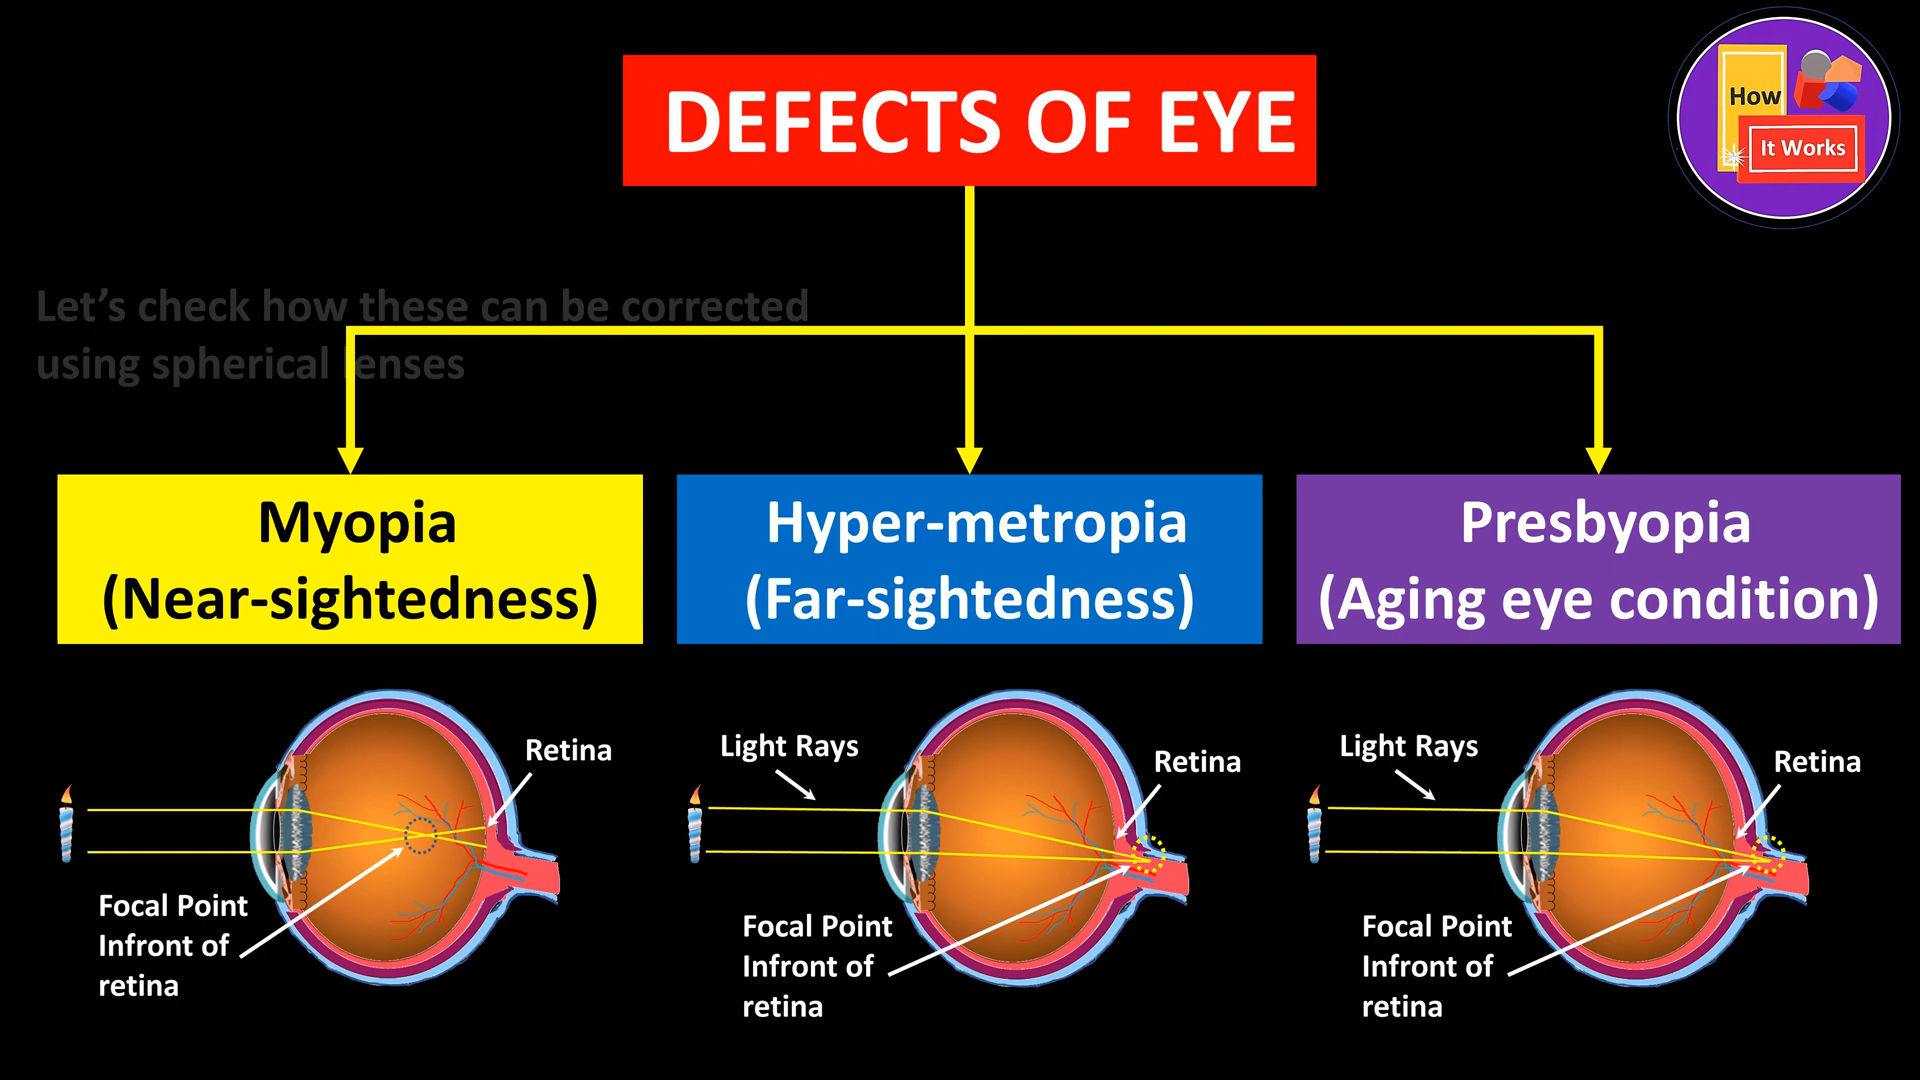 DEFECTS OF EYE
How
It Works
Let's check how these can be corrected
using spherical lenses
Myopia
(Near-sightedness)
Hyper-metropia
(Far-sightedness)
Presbyopia
(Aging eye condition)
Retina
Focal Point
Infront of
retina
Light Rays
Retina
Focal Point
Infront of
retina
Light Rays
Retina
Focal Point
Infront of
retina